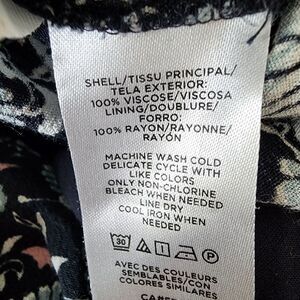 SHELL/TISSU PRINCIPAL/
TELA EXTERIOR:
100% VISCOSE/VISCOSA
LINING/DOUBLURE/
FORRO:
100% RAYON/RAYONNE/
RAYÓN
MACHINE WASH COLD
DELICATE CYCLE WITH
LIKE COLORS
ONLY NON-CHLORINE
BLEACH WHEN NEEDED
LINE DRY
COOL IRON WHEN
NEEDED
30 P
AVEC DES COULEURS
SEMBLABLES/CON
COLORES SIMILARES